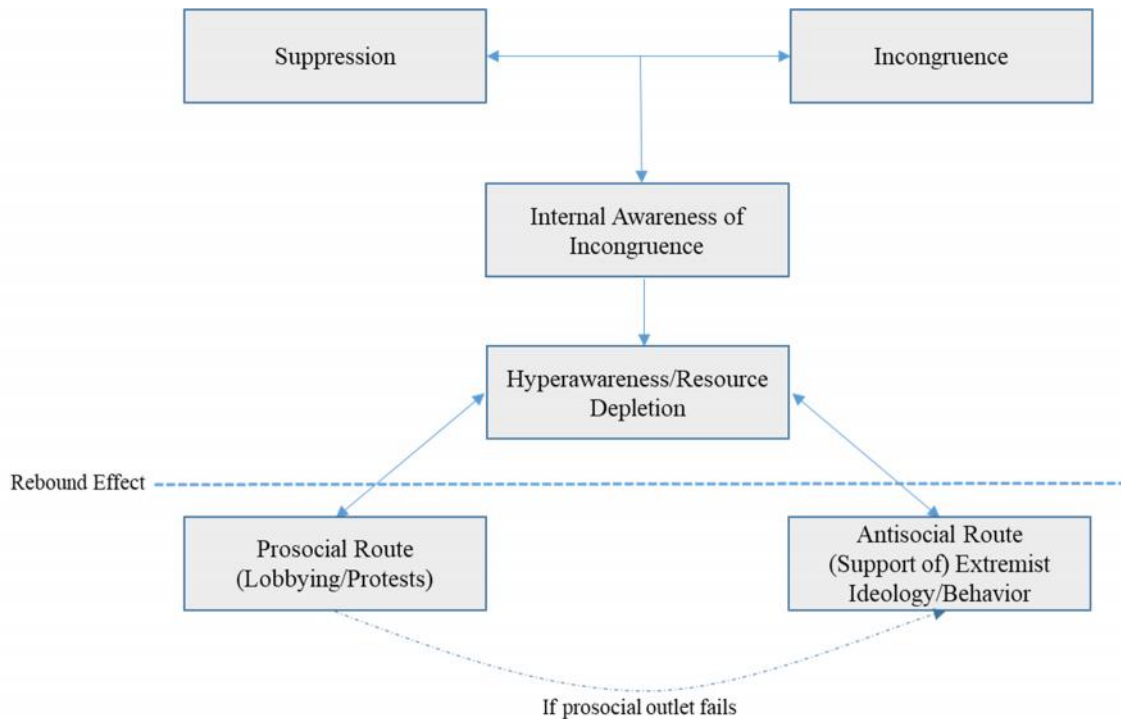 Suppression
Incongruence
Internal Awareness of
Incongruence
Hyperawareness/Resource
Depletion
Rebound Effect
Prosocial Route
(Lobbying/Protests)
Antisocial Route
(Support of) Extremist
Ideology/Behavior
If prosocial outlet fails